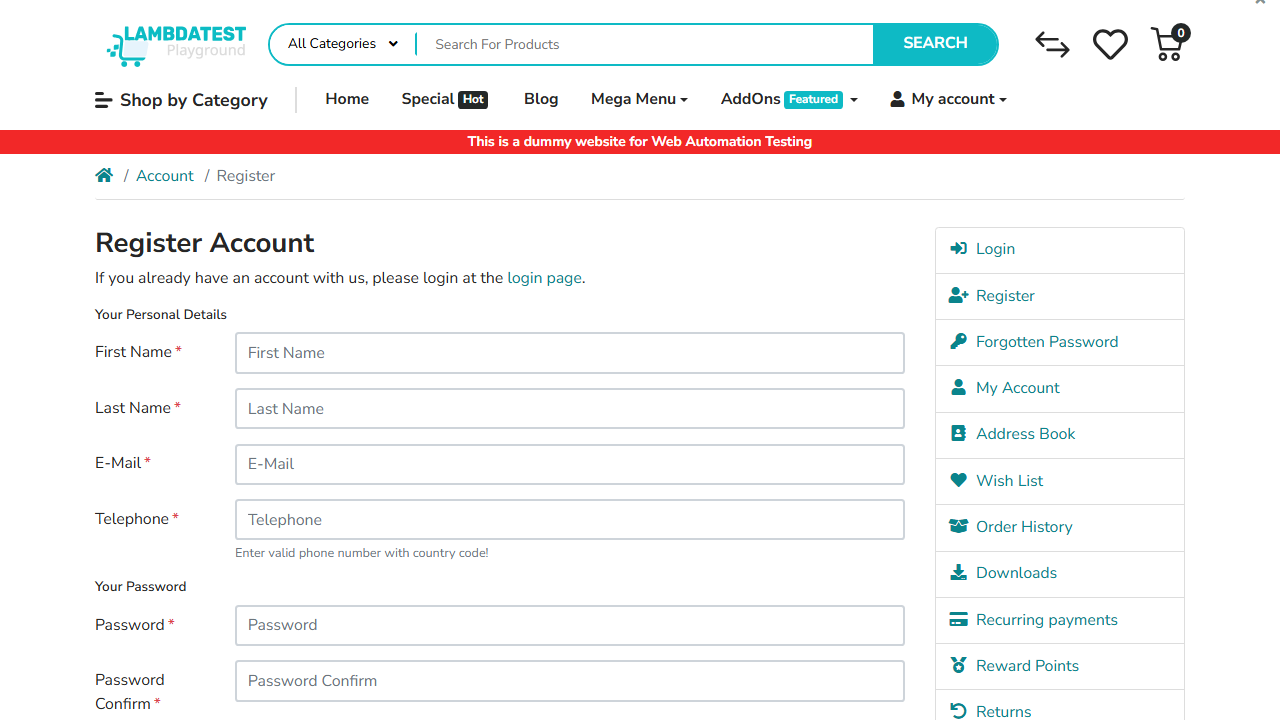 LAMBDATEST
Playground
All Categories
Search For Products
SEARCH
0
Shop by Category
Home
Special Hot
Blog
Mega Menu
AddOns Featured
My account
This is a dummy website for Web Automation Testing
/ Account / Register
Register Account
If you already have an account with us, please login at the login page.
Your Personal Details
First Name *
First Name
Last Name *
Last Name
E-Mail *
E-Mail
Telephone *
Telephone
Enter valid phone number with country code!
Your Password
Password *
Password
Password
Confirm *
Password Confirm
Login
Register
Forgotten Password
My Account
Address Book
Wish List
Order History
Downloads
Recurring payments
Reward Points
Returns